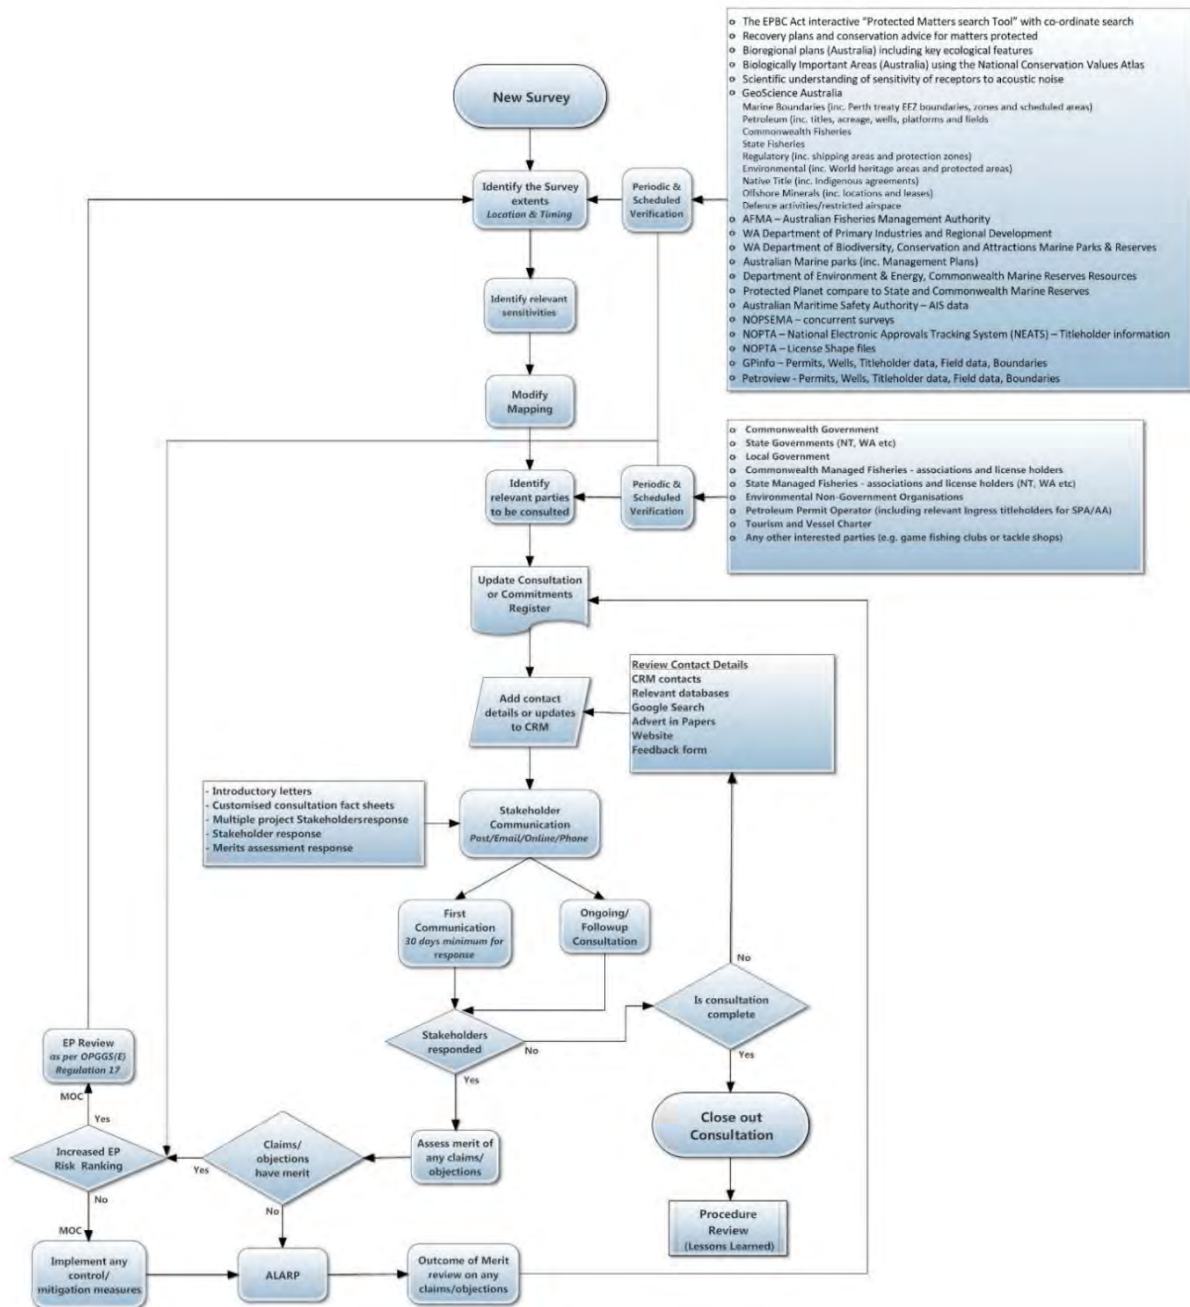 New Survey
Identify the Survey
extents
Location & Timing
Periodic &
Scheduled
Verification
o The EPBC Act interactive “Protected Matters search Tool” with co-ordinate search
o Recovery plans and conservation advice for matters protected
o Bioregional plans (Australia) including key ecological features
o Biologically Important Areas (Australia) using the National Conservation Values Atlas
o Scientific understanding of sensitivity of receptors to acoustic noise
o GeoScience Australia
Marine Boundaries (inc. Perth treaty EEZ boundaries, zones and scheduled areas)
Petroleum (inc. titles, acreage, wells, platforms and fields
Commonwealth Fisheries
State Fisheries
Regulatory (inc. shipping areas and protection zones)
Environmental (inc. World heritage areas and protected areas)
Native Title (inc. Indigenous agreements)
Offshore Minerals (inc. locations and leases)
Defence activities/restricted airspace
o AFMA – Australian Fisheries Management Authority
o WA Department of Primary Industries and Regional Development
o WA Department of Biodiversity, Conservation and Attractions Marine Parks & Reserves
o Australian Marine parks (inc. Management Plans)
o Department of Environment & Energy, Commonwealth Marine Reserves Resources
o Protected Planet compare to State and Commonwealth Marine Reserves
o Australian Maritime Safety Authority – AIS data
o NOPSEMA – concurrent surveys
o NOPTA – National Electronic Approvals Tracking System (NEATS) – Titleholder information
o NOPTA – License Shape files
o GPinfo – Permits, Wells, Titleholder data, Field data, Boundaries
o Petroview - Permits, Wells, Titleholder data, Field data, Boundaries
Identify relevant
sensitivities
Modify
Mapping
Identify
relevant parties
to be consulted
Periodic &
Scheduled
Verification
o Commonwealth Government
o State Governments (NT, WA etc)
o Local Government
o Commonwealth Managed Fisheries - associations and license holders
o State Managed Fisheries - associations and license holders (NT, WA etc)
o Environmental Non-Government Organisations
o Petroleum Permit Operator (including relevant Ingress titleholders for SPA/AA)
o Tourism and Vessel Charter
o Any other interested parties (e.g. game fishing clubs or tackle shops)
Update Consultation
or Commitments
Register
Add contact
details or updates
to CRM
Review Contact Details
CRM contacts
Relevant databases
Google Search
Advert in Papers
Website
Feedback form
- Introductory letters
- Customised consultation fact sheets
- Multiple project Stakeholdersresponse
- Stakeholder response
- Merits assessment response
Stakeholder
Communication
Post/Email/Online/Phone
First
Communication
30 days minimum for
response
Ongoing/
Followup
Consultation
No
Is consultation
complete
Yes
Stakeholders
responded
No
Yes
EP Review
as per OPGGS(E)
Regulation 17
MOC
Yes
Increased EP
Risk Ranking
No
MOC
Claims/
objections
have merit
Yes
No
Assess merit of
any claims/
objections
Close out
Consultation
Procedure
Review
(Lessons Learned)
Implement any
control/
mitigation measures
ALARP
Outcome of Merit
review on any
claims/objections